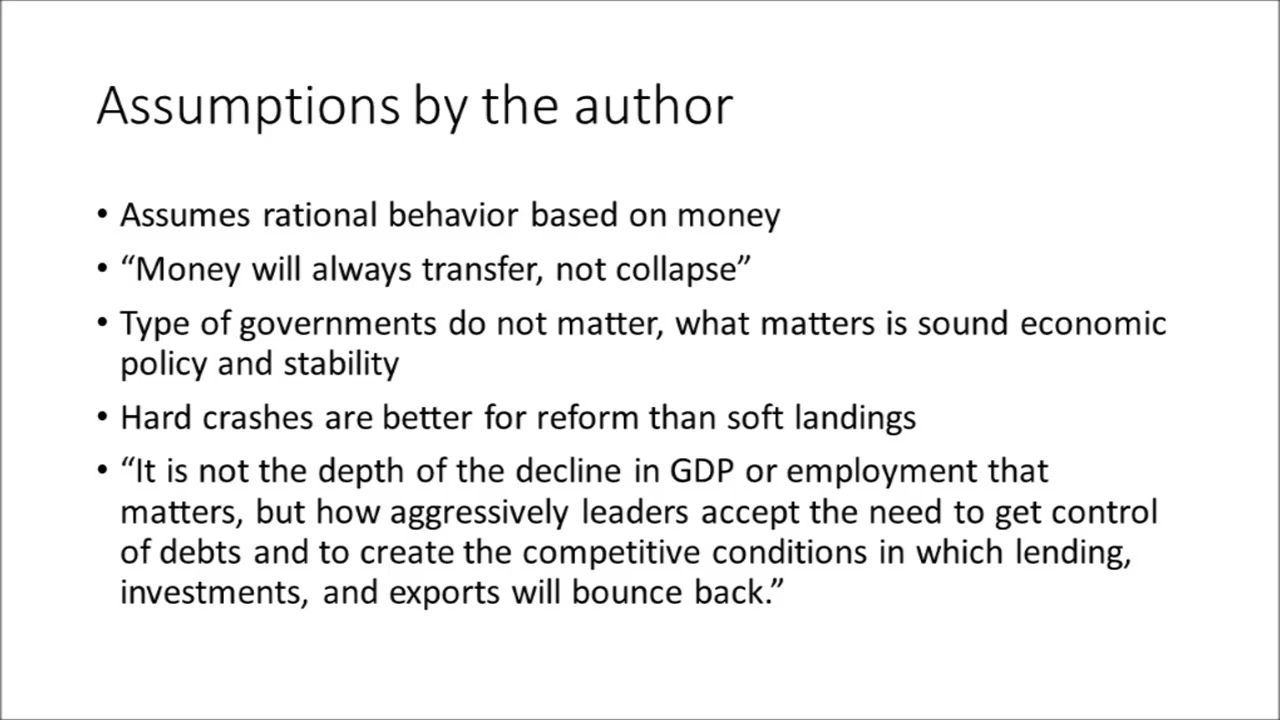 Assumptions by the author
• Assumes rational behavior based on money
• “Money will always transfer, not collapse”
• Type of governments do not matter, what matters is sound economic
policy and stability
• Hard crashes are better for reform than soft landings
• “It is not the depth of the decline in GDP or employment that
matters, but how aggressively leaders accept the need to get control
of debts and to create the competitive conditions in which lending,
investments, and exports will bounce back.”